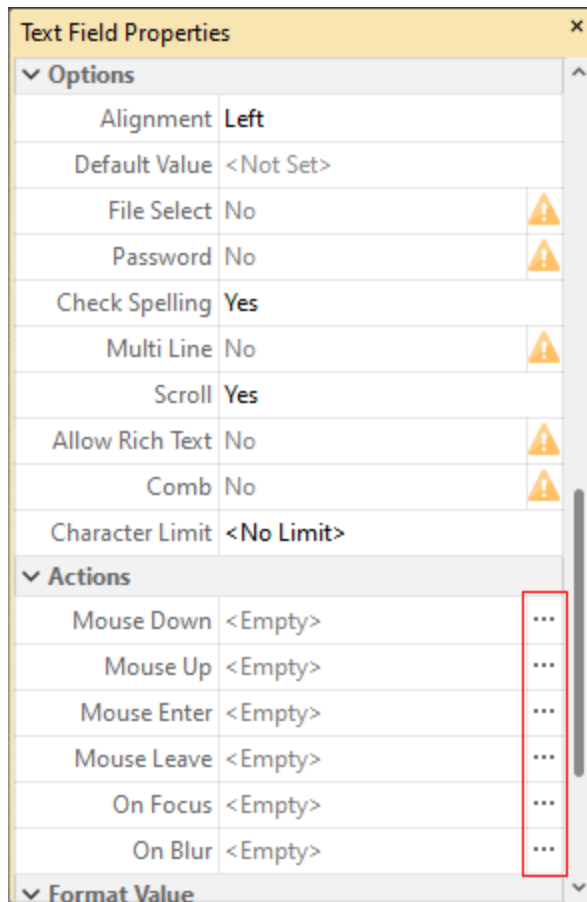 Text Field Properties
Options
Alignment Left
Default Value <Not Set>
File Select No
Password No
Check Spelling Yes
Multi Line No
Scroll Yes
Allow Rich Text No
Comb No
Character Limit <No Limit>
Actions
Mouse Down <Empty> ...
Mouse Up <Empty> ...
Mouse Enter <Empty> ...
Mouse Leave <Empty> ...
On Focus <Empty> ...
On Blur <Empty> ...
Format Value